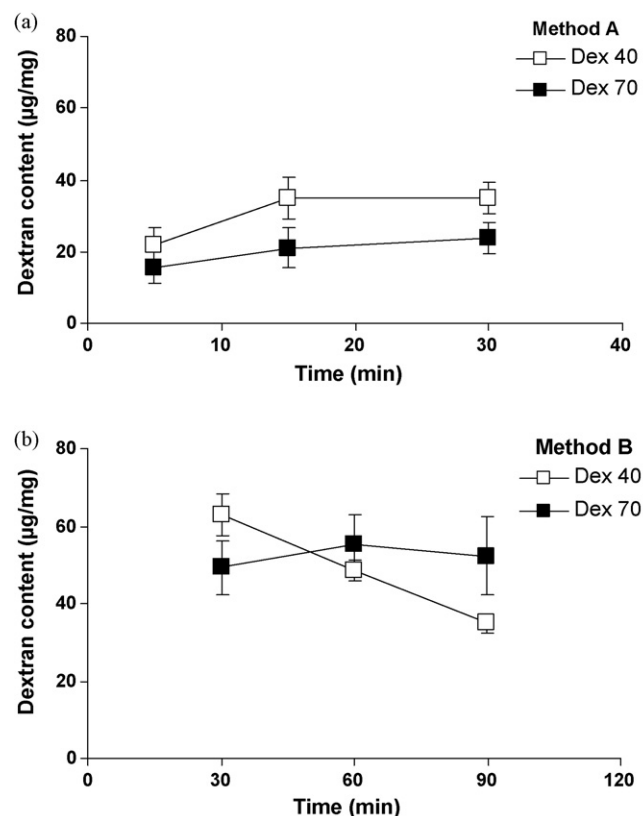 (a)
Method A
Dex 40
Dex 70
Dextran content (µg/mg)
80
60
40
20
0
0 10 20 30 40
Time (min)
(b)
Method B
Dex 40
Dex 70
Dextran content (µg/mg)
80
60
40
20
0
0 30 60 90 120
Time (min)